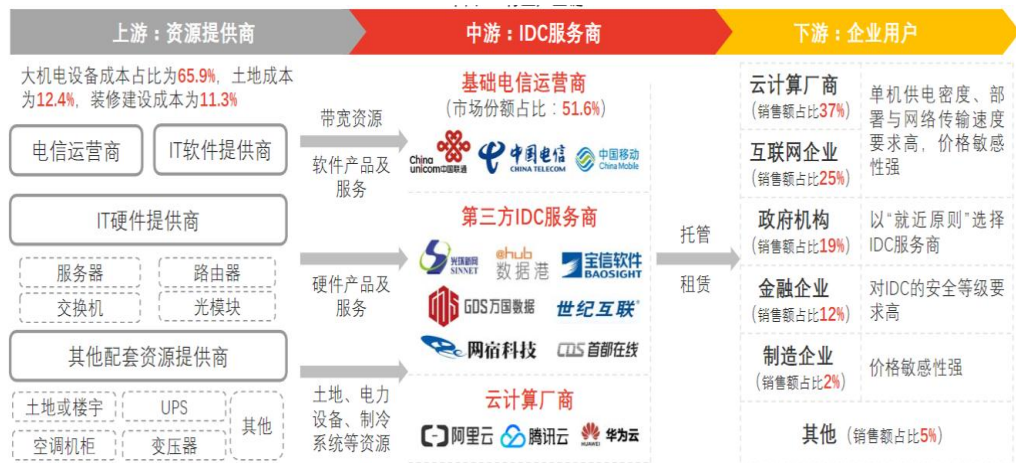 上游：资源提供商
中游：IDC服务商
下游：企业用户
大机电设备成本占比为65.9%，土地成本
为12.4%，装修建设成本为11.3%
电信运营商
IT软件提供商
IT硬件提供商
服务器
路由器
交换机
光模块
其他配套资源提供商
土地或楼宇
UPS
其他
空调机柜
变压器
带宽资源
软件产品及
服务
硬件产品及
服务
土地、电力
设备、制冷
系统等资源
基础电信运营商
(市场份额占比：51.6%)
China
unicom中国联通
中国电信
CHINA TELECOM
中国移动
China Mobile
第三方IDC服务商
光环新网
SINNET
@hub
数据港
宝信软件
BAOSIGHT
GDS万国数据
世纪互联
网宿科技
CDS首都在线
云计算厂商
阿里云
腾讯云
HUAWEI
华为云
托管
租赁
云计算厂商
(销售额占比37%)
互联网企业
(销售额占比25%)
单机供电密度、部
署与网络传输速度
要求高，价格敏感
性强
政府机构
(销售额占比19%)
以“就近原则”选择
IDC服务商
金融企业
(销售额占比12%)
对IDC的安全等级要
求高
制造企业
(销售额占比2%)
价格敏感性强
其他（销售额占比5%）